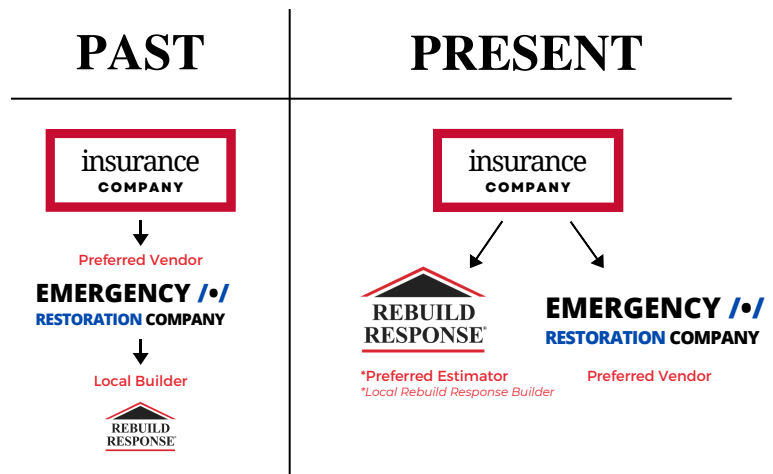 PAST
insurance
COMPANY
Preferred Vendor
EMERGENCY /•/
RESTORATION COMPANY
Local Builder
REBUILD
RESPONSE®
PRESENT
insurance
COMPANY
REBUILD
RESPONSE®
*Preferred Estimator
*Local Rebuild Response Builder
EMERGENCY /•/
RESTORATION COMPANY
Preferred Vendor